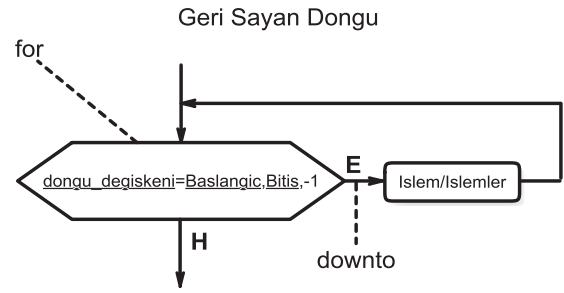 Geri Sayan Dongu
for
dongu_degiskeni=Baslangic,Bitis,-1
E
Islem/Islemler
H
downto